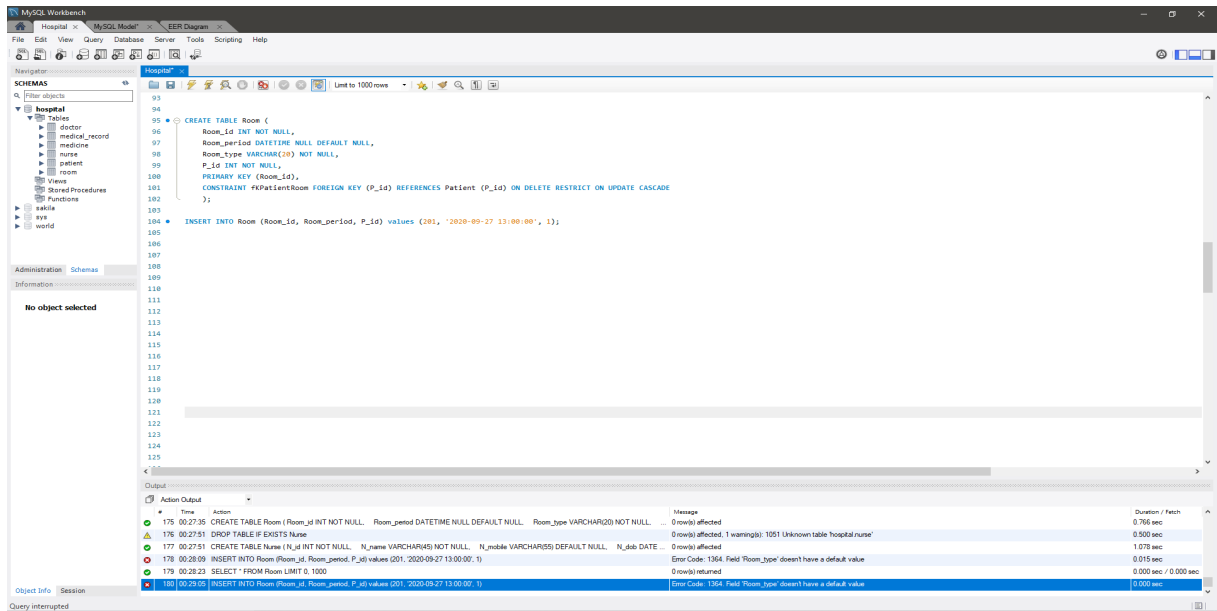 MySQL Workbench
Hospital × MySQL Model* × EER Diagram ×
File Edit View Query Database Server Tools Scripting Help
Navigator
SCHEMAS
Filter objects
hospital
Tables
doctor
medical_record
medicine
nurse
patient
room
Views
Stored Procedures
Functions
sakila
sys
world
Administration Schemas
Information
No object selected
Object Info Session
Query interrupted
Hospital* ×
Limit to 1000 rows
93
94
95 CREATE TABLE Room (
96 Room_id INT NOT NULL,
97 Room_period DATETIME NULL DEFAULT NULL,
98 Room_type VARCHAR(20) NOT NULL,
99 P_id INT NOT NULL,
100 PRIMARY KEY (Room_id),
101 CONSTRAINT fKPatientRoom FOREIGN KEY (P_id) REFERENCES Patient (P_id) ON DELETE RESTRICT ON UPDATE CASCADE
102 );
103
104 INSERT INTO Room (Room_id, Room_period, P_id) values (201, '2020-09-27 13:00:00', 1);
105
106
107
108
109
110
111
112
113
114
115
116
117
118
119
120
121
122
123
124
125
Output
Action Output
# Time Action Message Duration / Fetch
175 00:27:35 CREATE TABLE Room ( Room_id INT NOT NULL, Room_period DATETIME NULL DEFAULT NULL, Room_type VARCHAR(20) NOT NULL, ... 0 row(s) affected 0.766 sec
176 00:27:51 DROP TABLE IF EXISTS Nurse 0 row(s) affected, 1 warning(s): 1051 Unknown table 'hospital.nurse' 0.500 sec
177 00:27:51 CREATE TABLE Nurse ( N_id INT NOT NULL, N_name VARCHAR(45) NOT NULL, N_mobile VARCHAR(55) DEFAULT NULL, N_dob DATE ... 0 row(s) affected 1.078 sec
178 00:28:09 INSERT INTO Room (Room_id, Room_period, P_id) values (201, '2020-09-27 13:00:00', 1) Error Code: 1364. Field 'Room_type' doesn't have a default value 0.015 sec
179 00:28:23 SELECT * FROM Room LIMIT 0, 1000 0 row(s) returned 0.000 sec / 0.000 sec
180 00:29:05 INSERT INTO Room (Room_id, Room_period, P_id) values (201, '2020-09-27 13:00:00', 1) Error Code: 1364. Field 'Room_type' doesn't have a default value 0.000 sec